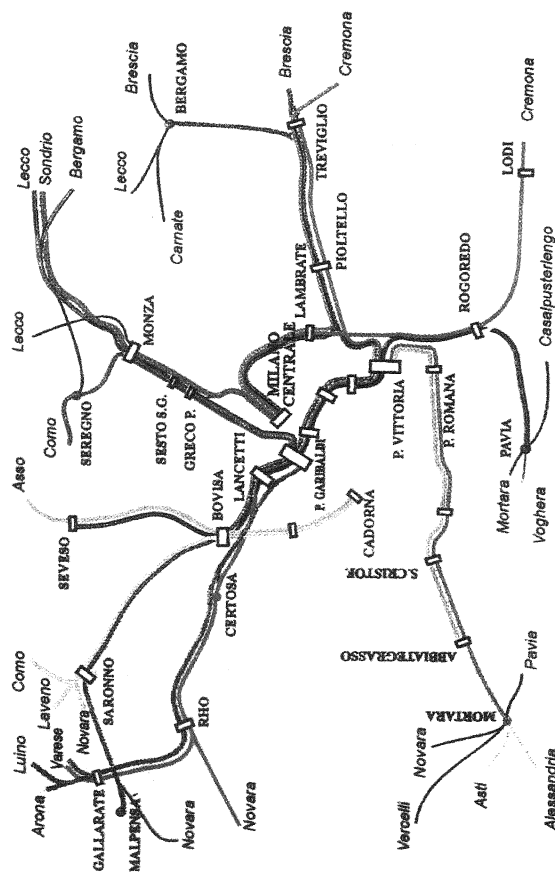 Luino
Arona
Varese
Como
Laveno
Novara
GALLARATE
MALPENSA
SARONNO
Novara
RHO
Novara
Asso
SEVESO
CERTOSA
BOVISA
LANCETTI
Como
SEREGNO
Lecco
Lecco
Sondrio
Bergamo
MONZA
SESTO S.G.
GRECO P.
MILANO
CENTRALE
P. GARIBALDI
CADORNA
LAMBRATE
PIOLTELLO
Brescia
BERGAMO
Lecco
Carnate
Brescia
Cremona
TREVIGLIO
P. VITTORIA
P. ROMANA
S.CRISTOF.
ABBIATEGRASSO
MORTARA
Vercelli
Novara
Pavia
Asti
Alessandria
ROGOREDO
LODI
Cremona
PAVIA
Mortara
Voghera
Casalpusterlengo